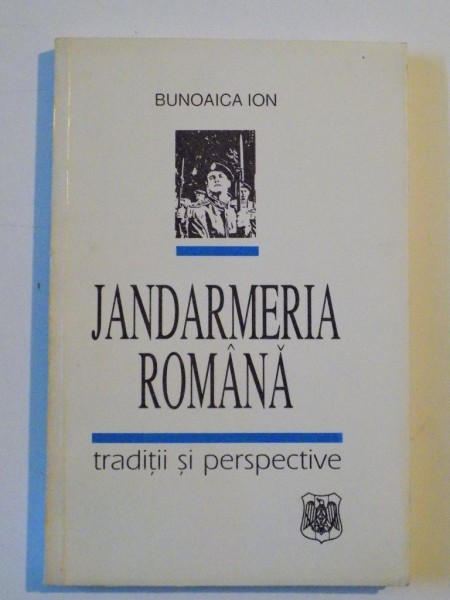 BUNOAICA ION
JANDARMERIA
ROMÂNĂ
tradiții și perspective